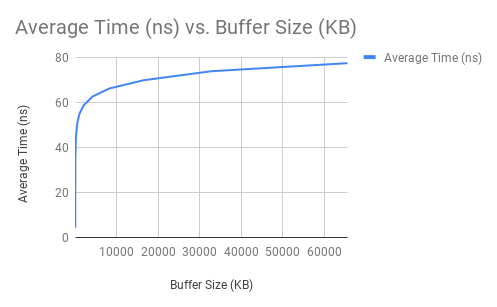 Average Time (ns) vs. Buffer Size (KB)
Average Time (ns)
80
60
40
20
0
Average Time (ns)
10000 20000 30000 40000 50000 60000
Buffer Size (KB)